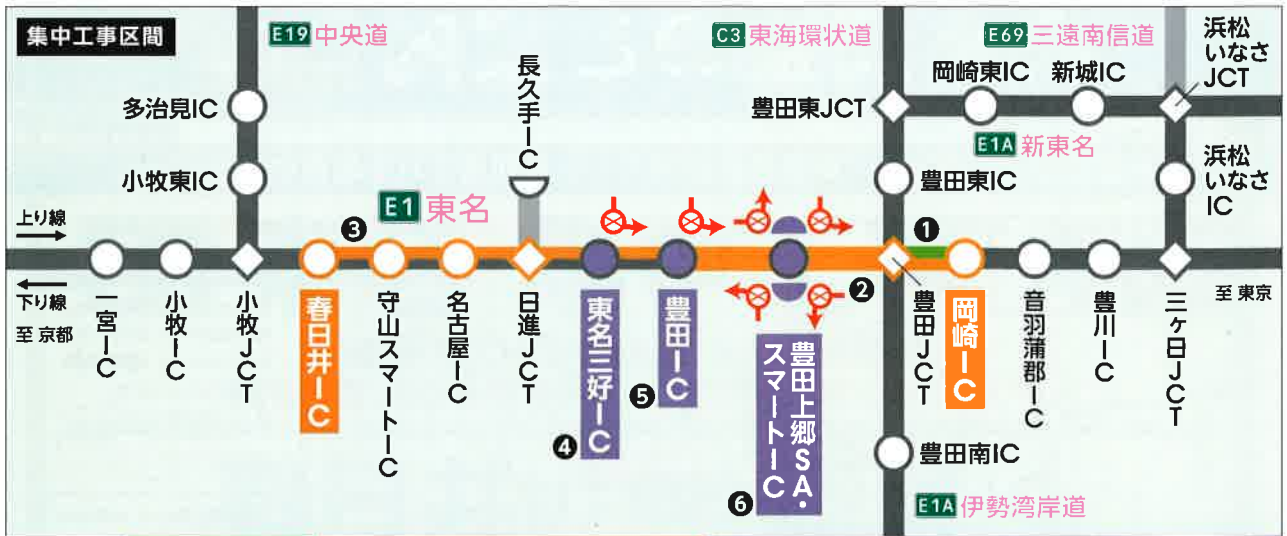 集中工事区間
E19 中央道
C3 東海環状道
E69 三遠南信道
浜松いなさJCT
岡崎東IC
新城IC
長久手IC
多治見IC
豊田東JCT
E1A 新東名
小牧東IC
豊田東IC
浜松いなさIC
E1 東名
上り線
❸
❶
下り線
❷
至 京都
至 東京
一宮IC
小牧IC
小牧JCT
春日井IC
守山スマートIC
名古屋IC
日進JCT
東名三好IC
❹
豊田IC
❺
豊田上郷SA・
スマートIC
❻
豊田JCT
岡崎IC
音羽蒲郡IC
豊川IC
三ヶ日JCT
豊田南IC
E1A 伊勢湾岸道